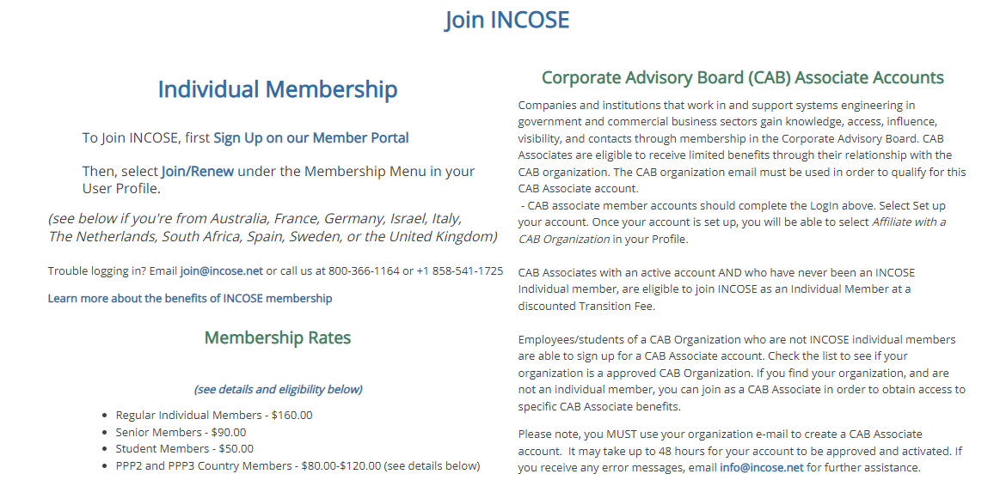 Join INCOSE
Individual Membership
To Join INCOSE, first Sign Up on our Member Portal
Then, select Join/Renew under the Membership Menu in your
User Profile.
(see below if you're from Australia, France, Germany, Israel, Italy,
The Netherlands, South Africa, Spain, Sweden, or the United Kingdom)
Trouble logging in? Email join@incose.net or call us at 800-366-1164 or +1 858-541-1725
Learn more about the benefits of INCOSE membership
Membership Rates
(see details and eligibility below)
• Regular Individual Members - $160.00
• Senior Members - $90.00
• Student Members - $50.00
• PPP2 and PPP3 Country Members - $80.00-$120.00 (see details below)
Corporate Advisory Board (CAB) Associate Accounts
Companies and institutions that work in and support systems engineering in
government and commercial business sectors gain knowledge, access, influence,
visibility, and contacts through membership in the Corporate Advisory Board. CAB
Associates are eligible to receive limited benefits through their relationship with the
CAB organization. The CAB organization email must be used in order to qualify for this
CAB Associate account.
- CAB associate member accounts should complete the LogIn above. Select Set up
your account. Once your account is set up, you will be able to select Affiliate with a
CAB Organization in your Profile.
CAB Associates with an active account AND who have never been an INCOSE
Individual member, are eligible to join INCOSE as an Individual Member at a
discounted Transition Fee.
Employees/students of a CAB Organization who are not INCOSE individual members
are able to sign up for a CAB Associate account. Check the list to see if your
organization is a approved CAB Organization. If you find your organization, and are
not an individual member, you can join as a CAB Associate in order to obtain access to
specific CAB Associate benefits.
Please note, you MUST use your organization e-mail to create a CAB Associate
account. It may take up to 48 hours for your account to be approved and activated. If
you receive any error messages, email info@incose.net for further assistance.